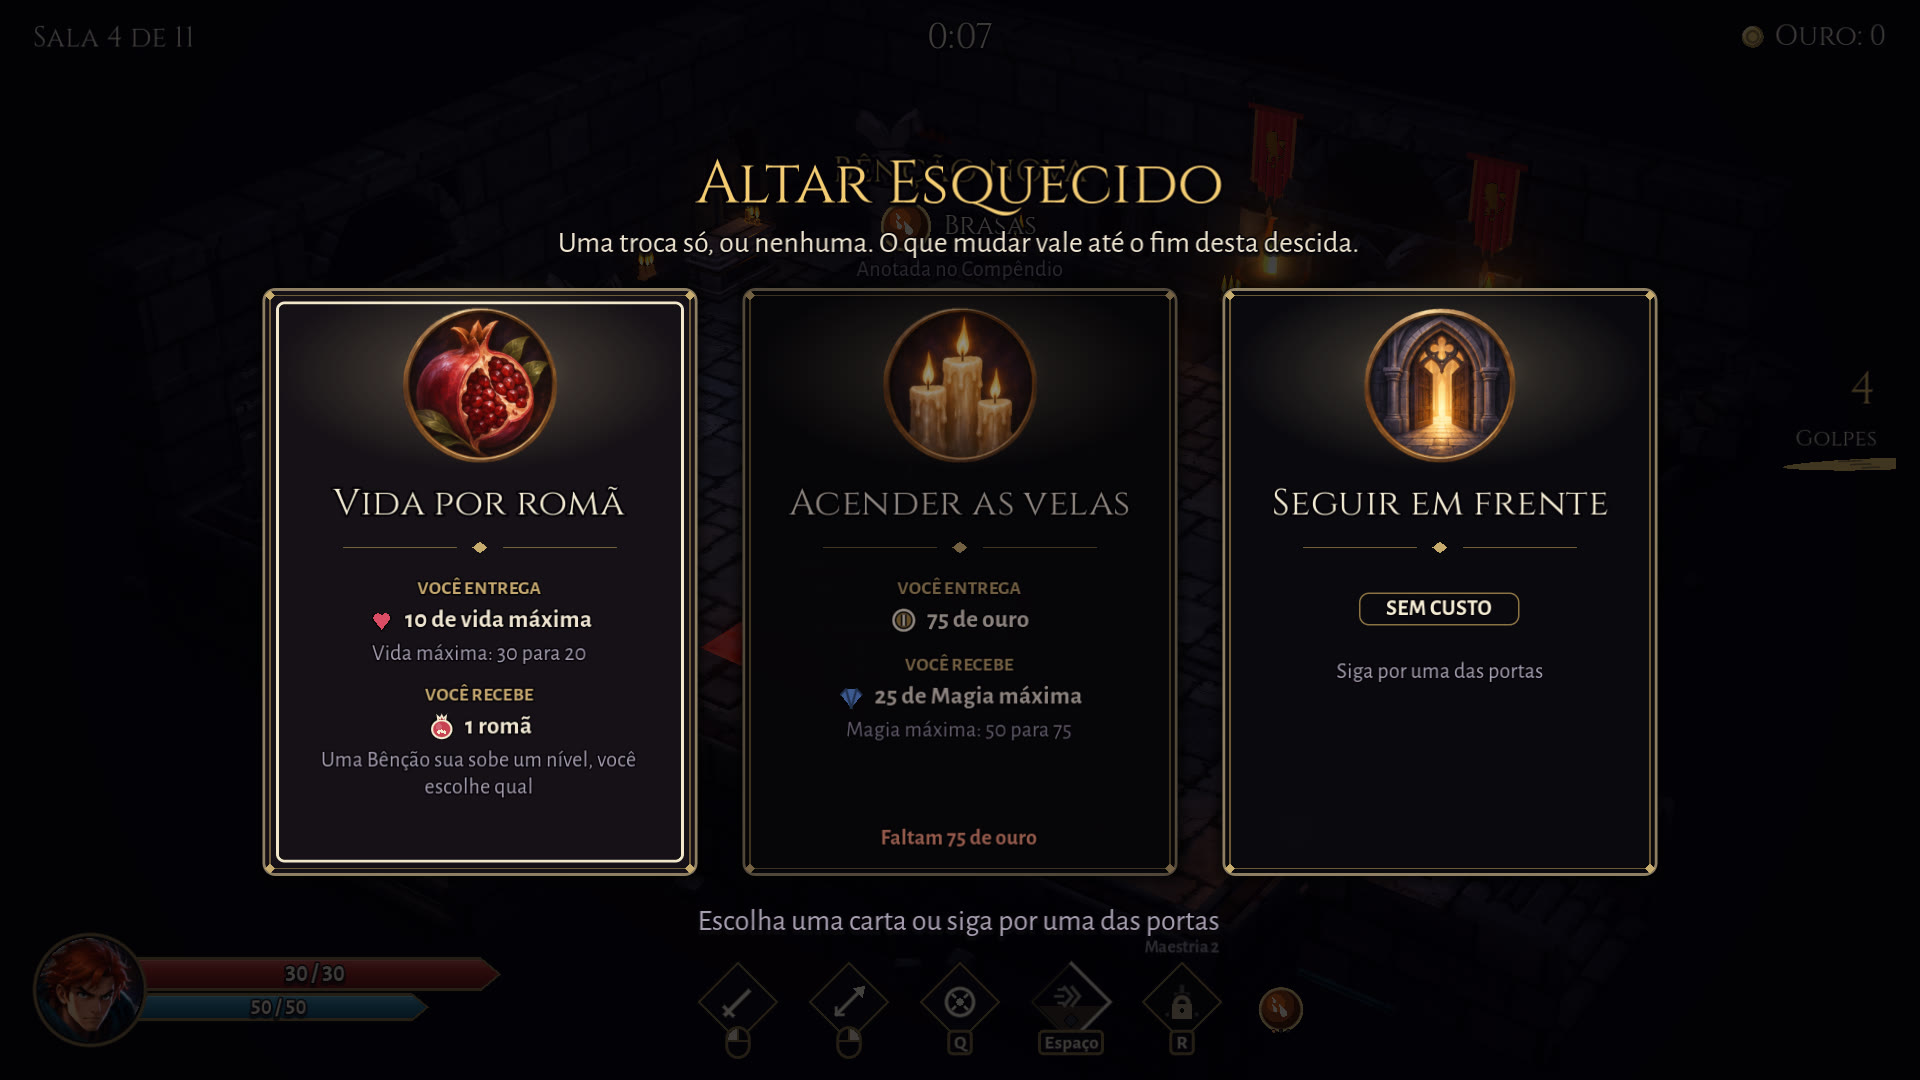 SALA 4 DE 11
0:07
OURO: 0
BÊNÇÃO NOVA
ALTAR ESQUECIDO
BRASAS
Uma troca só, ou nenhuma. O que mudar vale até o fim desta descida.
Anotada no Compêndio
VIDA POR ROMÃ
VOCÊ ENTREGA
10 de vida máxima
Vida máxima: 30 para 20
VOCÊ RECEBE
1 romã
Uma Bênção sua sobe um nível, você
escolhe qual
ACENDER AS VELAS
VOCÊ ENTREGA
75 de ouro
VOCÊ RECEBE
25 de Magia máxima
Magia máxima: 50 para 75
Faltam 75 de ouro
SEGUIR EM FRENTE
SEM CUSTO
Siga por uma das portas
4
GOLPES
Escolha uma carta ou siga por uma das portas
Maestria 2
30/30
50/50
Q
Espaço
R